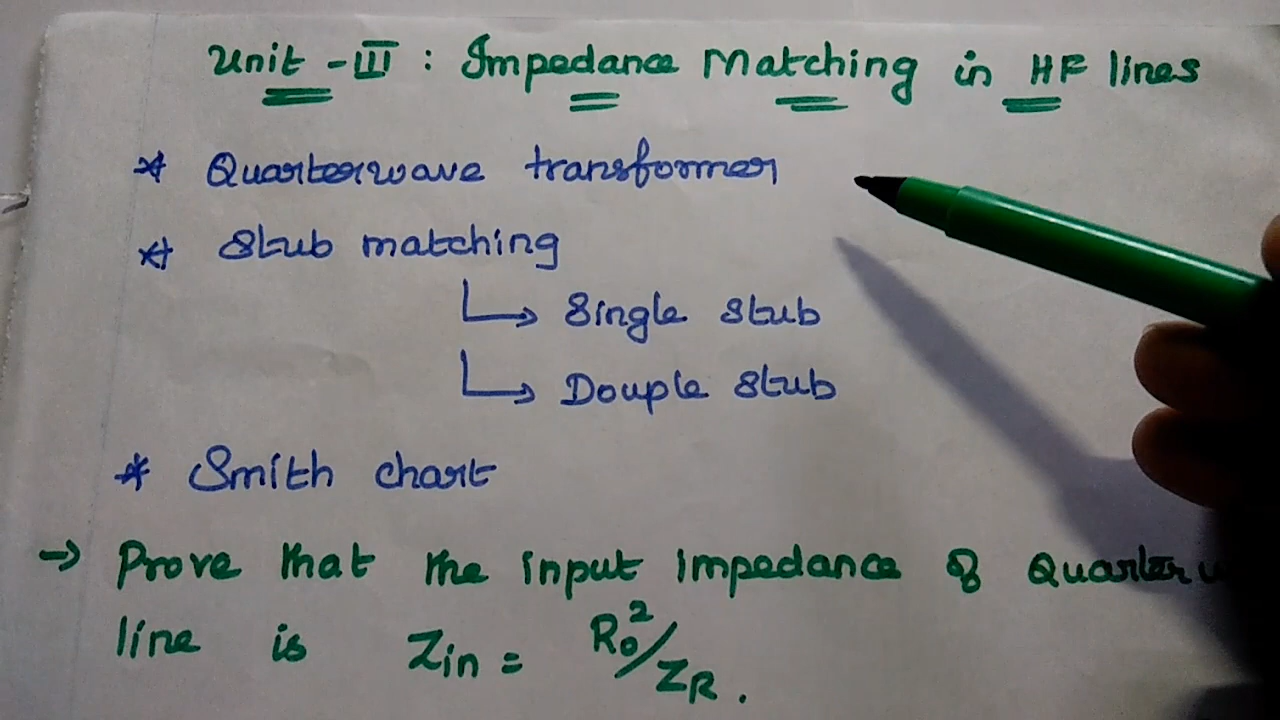 Unit - III : Impedance Matching in HF lines
* Quarterwave transformer
* Stub matching
↳ Single stub
↳ Douple stub
* Smith chart
→ Prove that the input impedance of Quarter
line is Zin = R₀²/ZR.